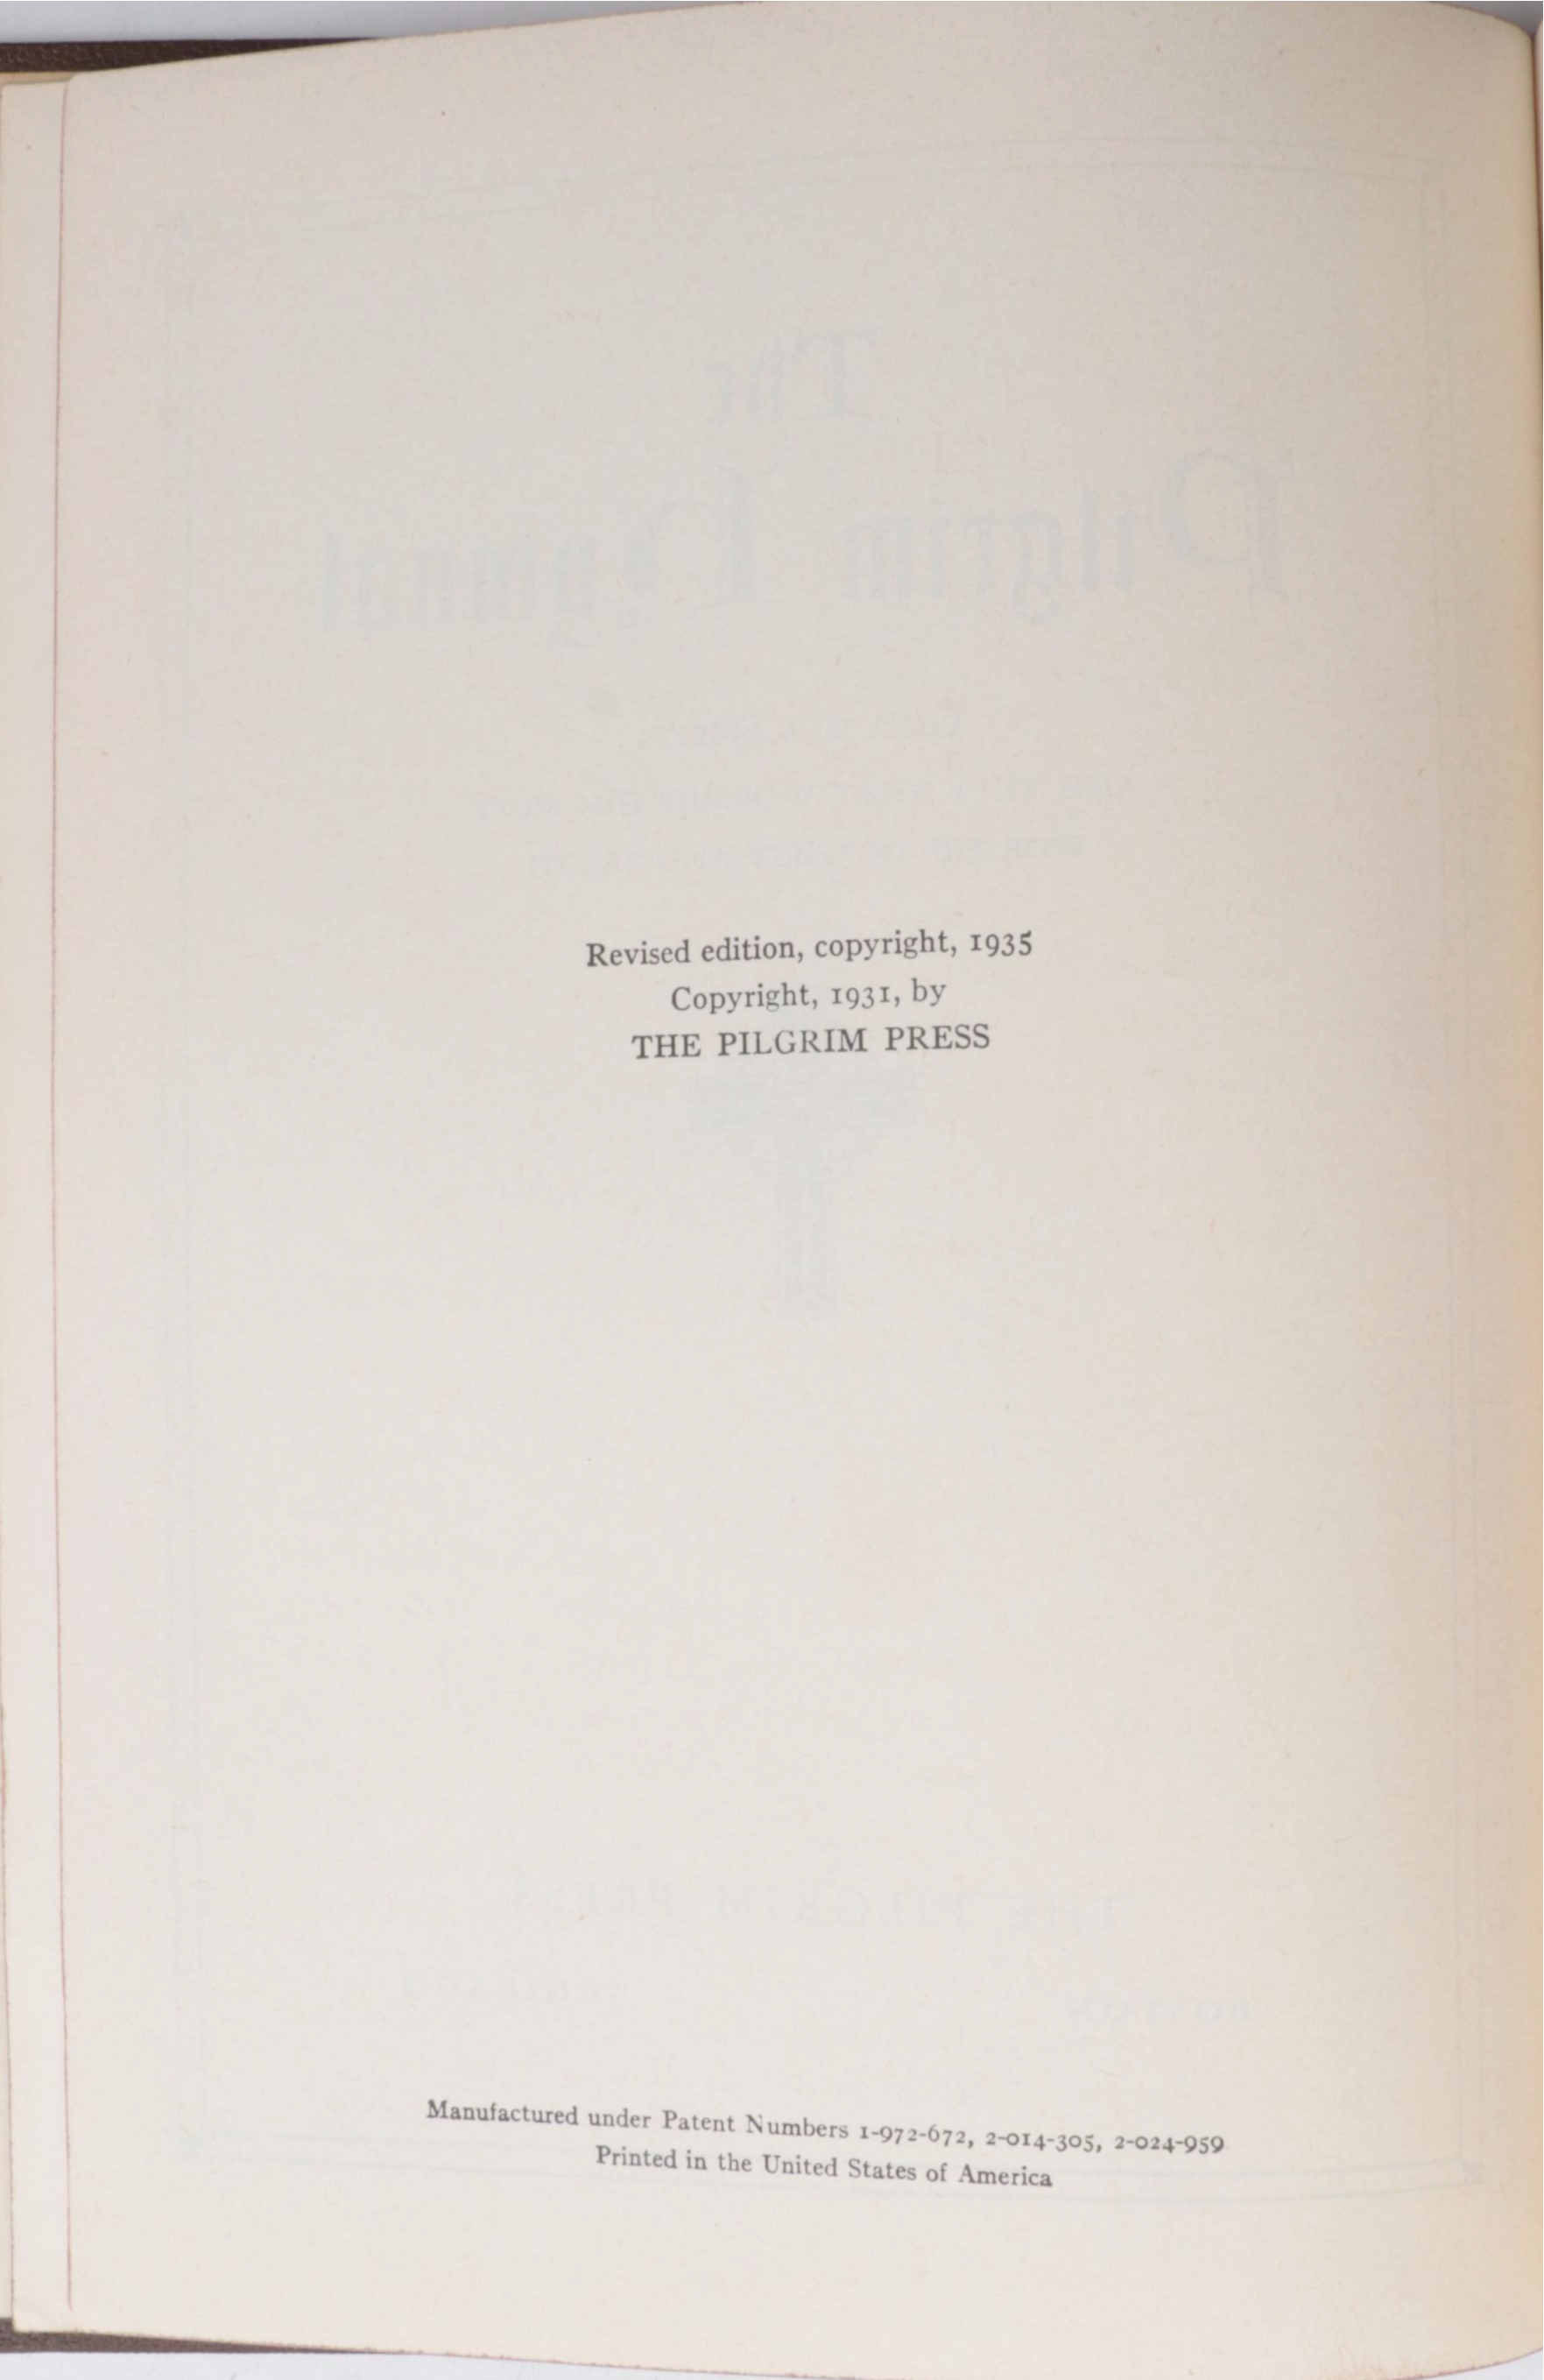 Revised edition, copyright, 1935
Copyright, 1931, by
THE PILGRIM PRESS
Manufactured under Patent Numbers 1-972-672, 2-014-305, 2-024-959
Printed in the United States of America